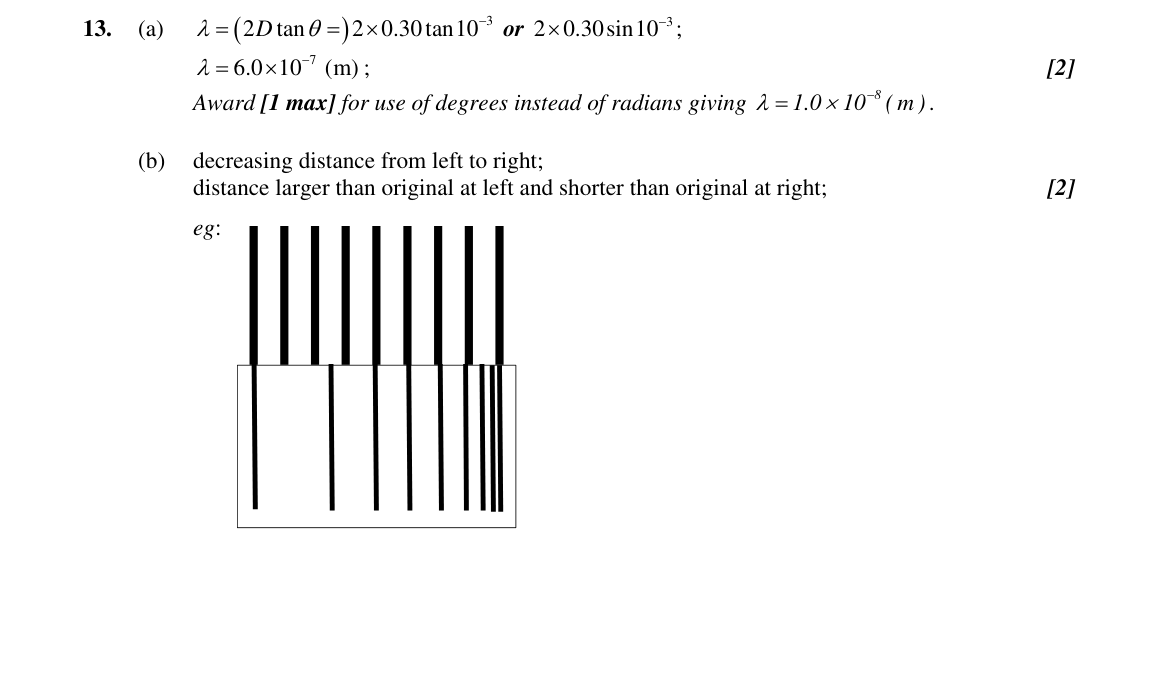 13. (a) λ = (2D tan θ =) 2×0.30 tan 10⁻³ or 2×0.30 sin 10⁻³;
λ = 6.0×10⁻⁷ (m); [2]
Award [1 max] for use of degrees instead of radians giving λ = 1.0×10⁻⁸ (m).
(b) decreasing distance from left to right;
distance larger than original at left and shorter than original at right; [2]
eg: